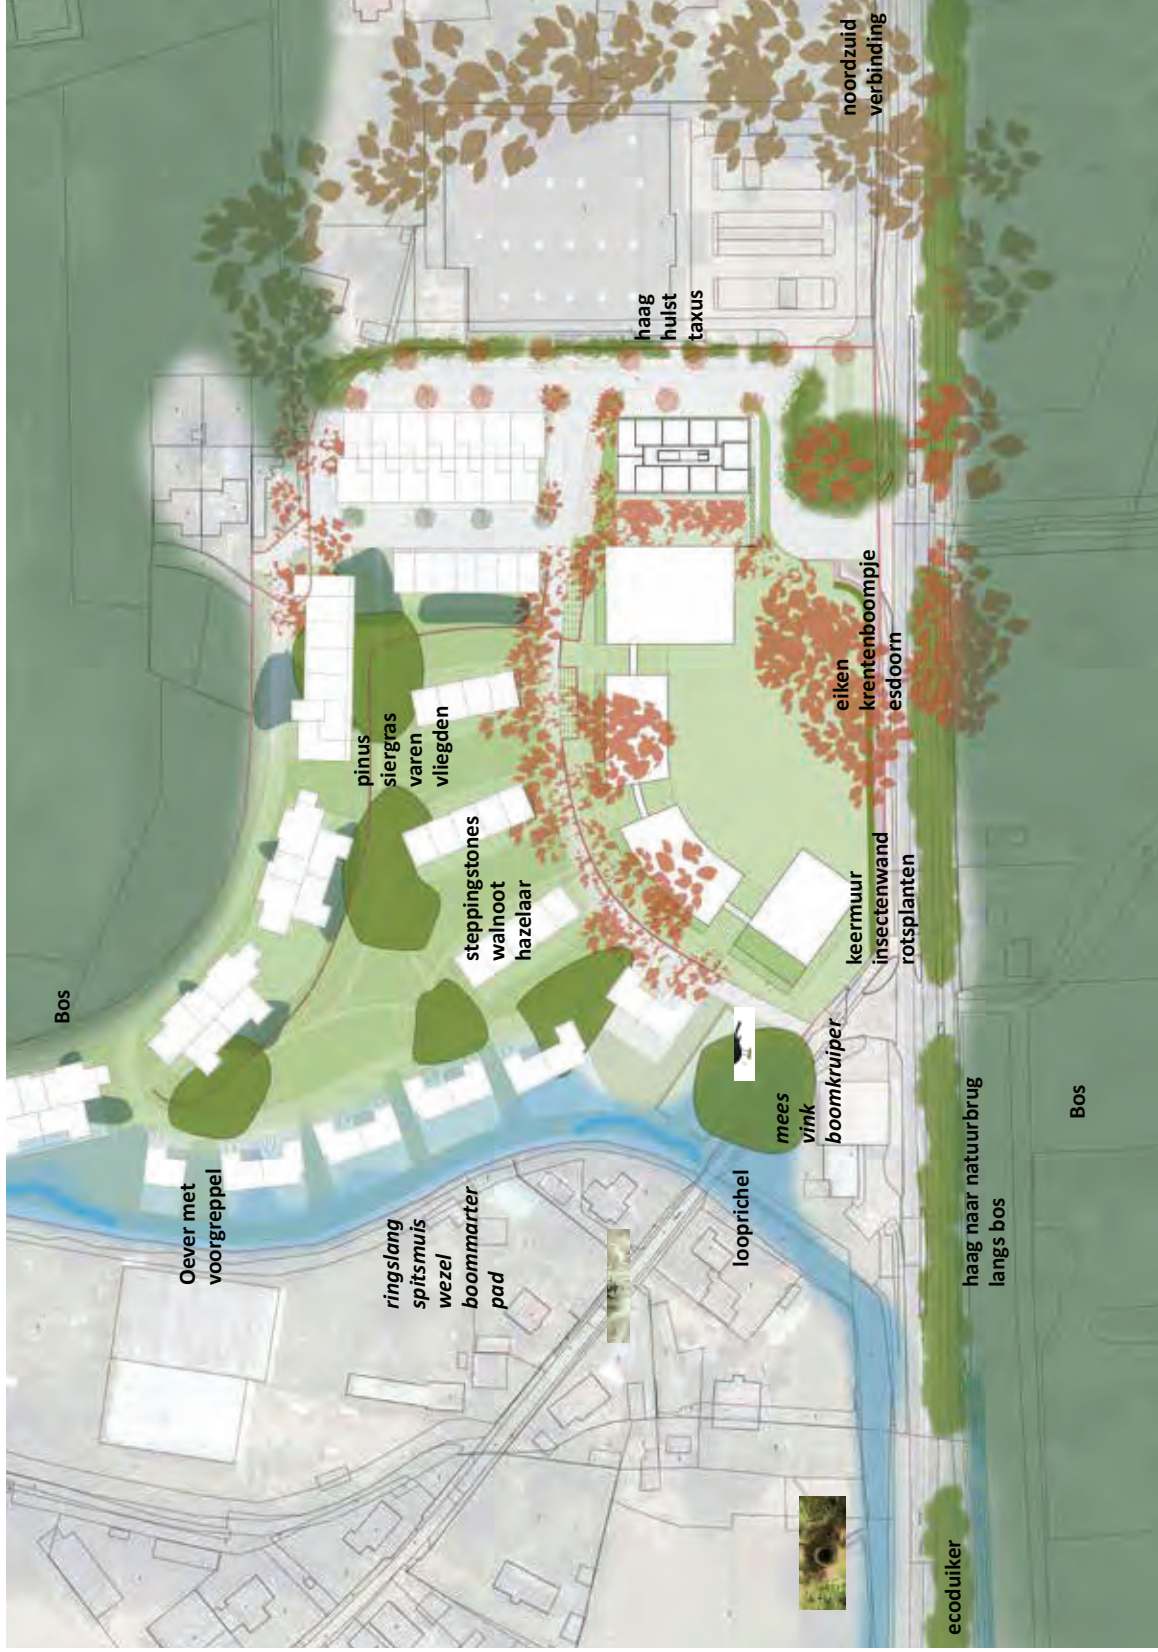 noordzuid
verbinding
haag
hulst
taxus
eiken
krentenboompje
esdoorn
pinus
siergras
varen
vliegden
steppingstones
walnoot
hazelaar
keermuur
insectenwand
rotsplanten
Bos
mees
vink
boomkruiper
Oever met
voorgreppel
ringslang
spitsmuis
wezel
boommarter
pad
looprichel
haag naar natuurbrug
langs bos
Bos
ecoduiker